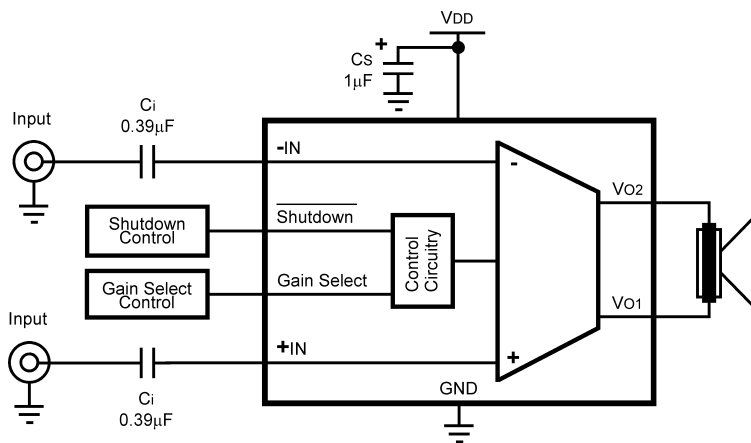 VDD
+
CS
1µF
Ci
0.39µF
Input
-IN
-
VO2
Shutdown
Control
Shutdown
Control
Circuitry
Gain Select
Control
Gain Select
VO1
Input
+IN
+
GND
Ci
0.39µF